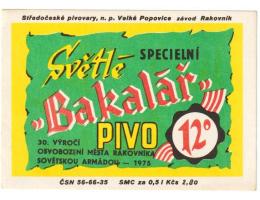 Středočeské pivovary, n. p. Velké Popovice závod Rakovník
Světlé SPECIELNÍ
„Bakalář"
PIVO 12°
30. VÝROČÍ
OSVOBOZENÍ MĚSTA RAKOVNÍKA
SOVĚTSKOU ARMÁDOU – 1975
ČSN 56-66-35 SMC za 0,5 l Kčs 2,80